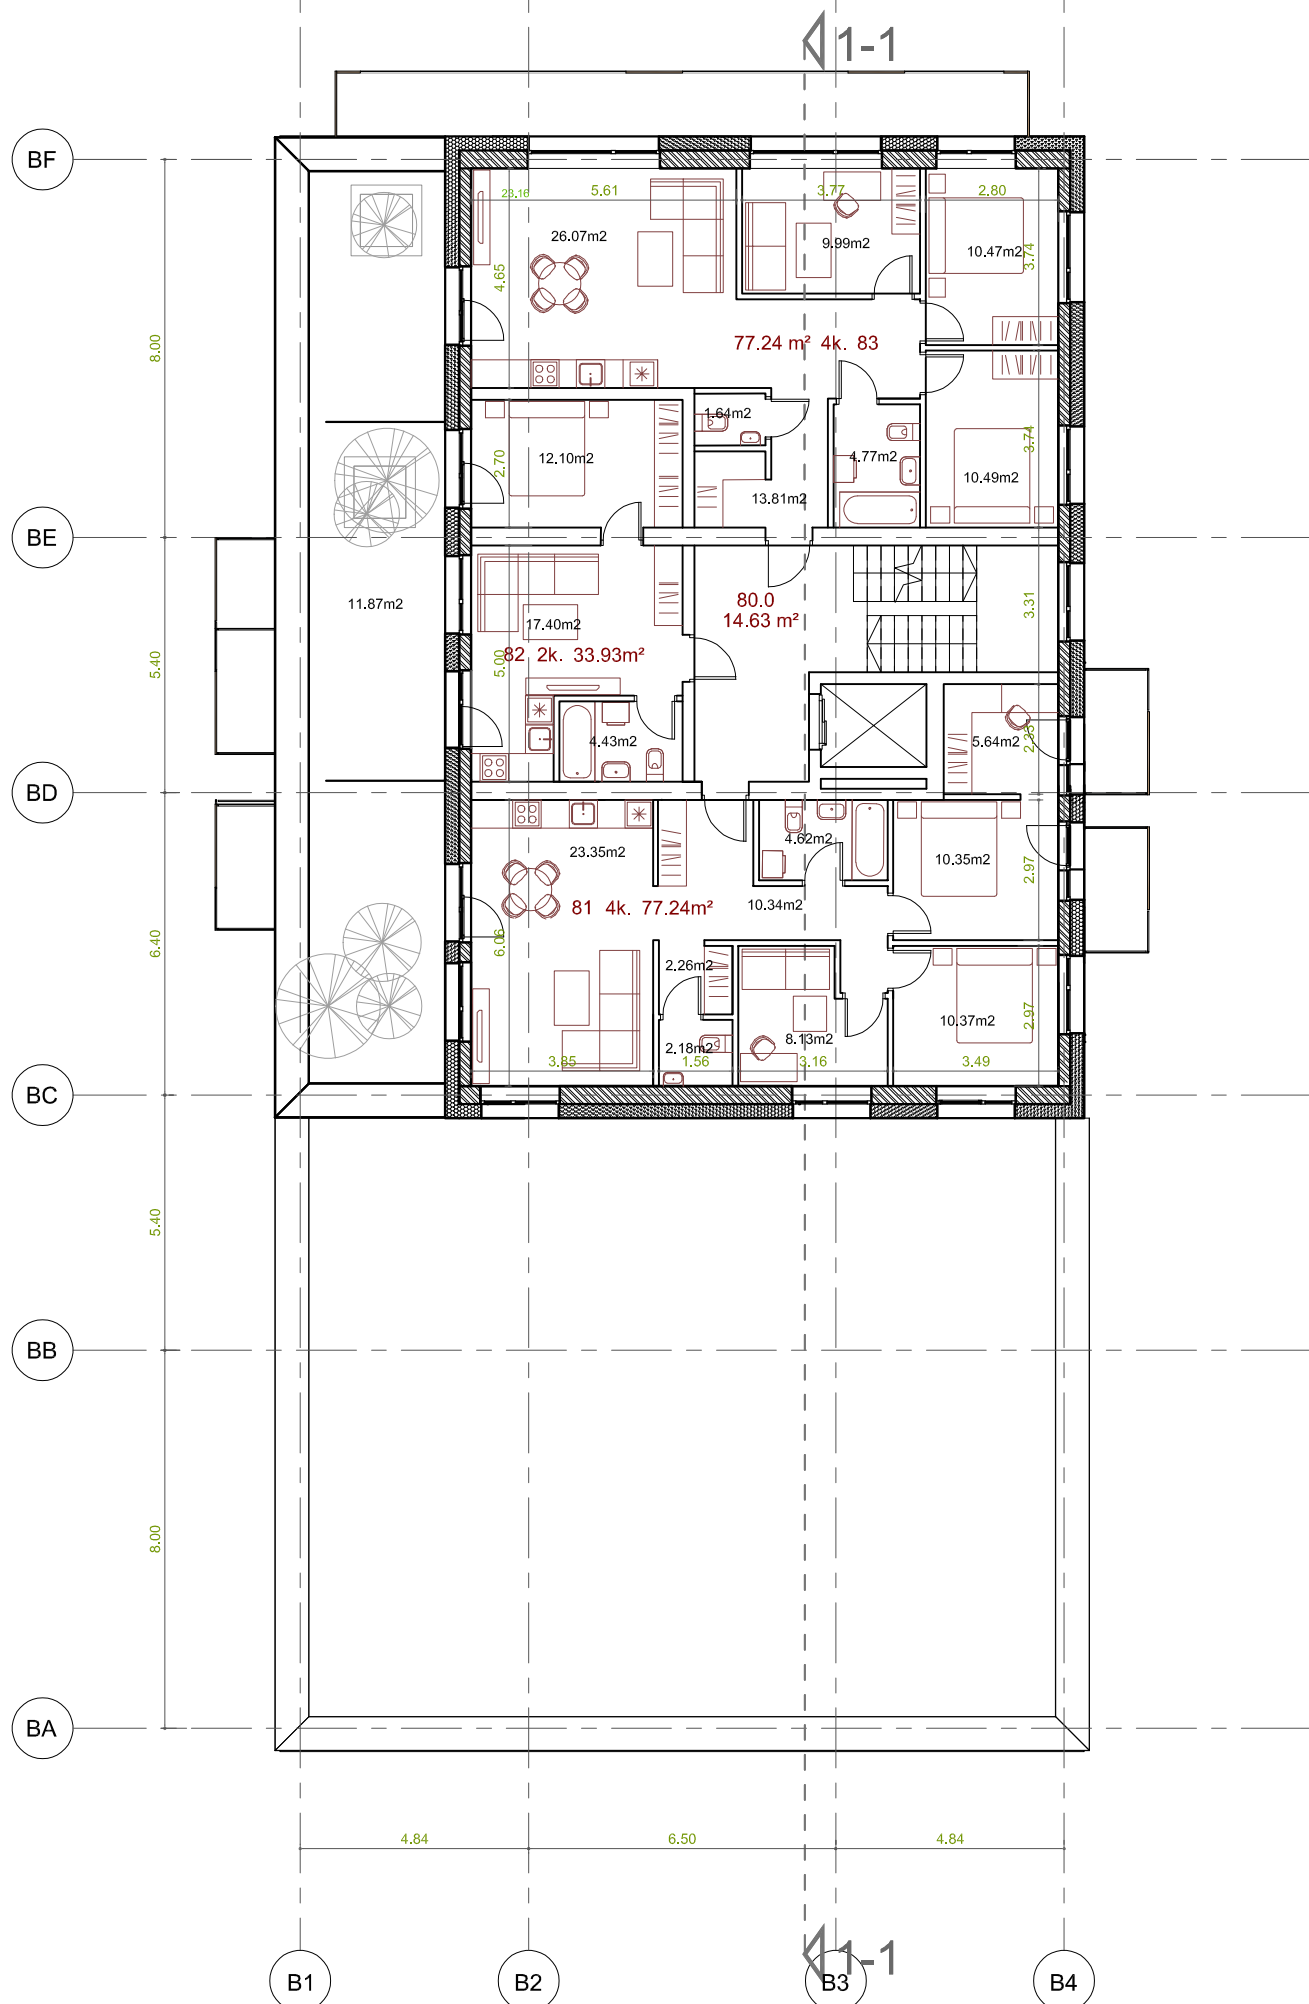 1-1
BF
5.61
23.16
3.77
2.80
26.07m2
9.99m2
10.47m2
3.74
4.65
8.00
77.24 m² 4k. 83
1.64m2
12.10m2
2.70
4.77m2
3.74
10.49m2
13.81m2
BE
11.87m2
80.0
14.63 m²
3.31
17.40m2
82 2k. 33.93m²
5.00
5.40
4.43m2
5.64m2
2.33
BD
4.62m2
23.35m2
10.35m2
2.97
81 4k. 77.24m²
10.34m2
6.06
6.40
2.26m2
2.18m2
8.13m2
10.37m2
2.97
3.85
1.56
3.16
3.49
BC
5.40
BB
8.00
BA
4.84
6.50
4.84
1-1
B1
B2
B3
B4